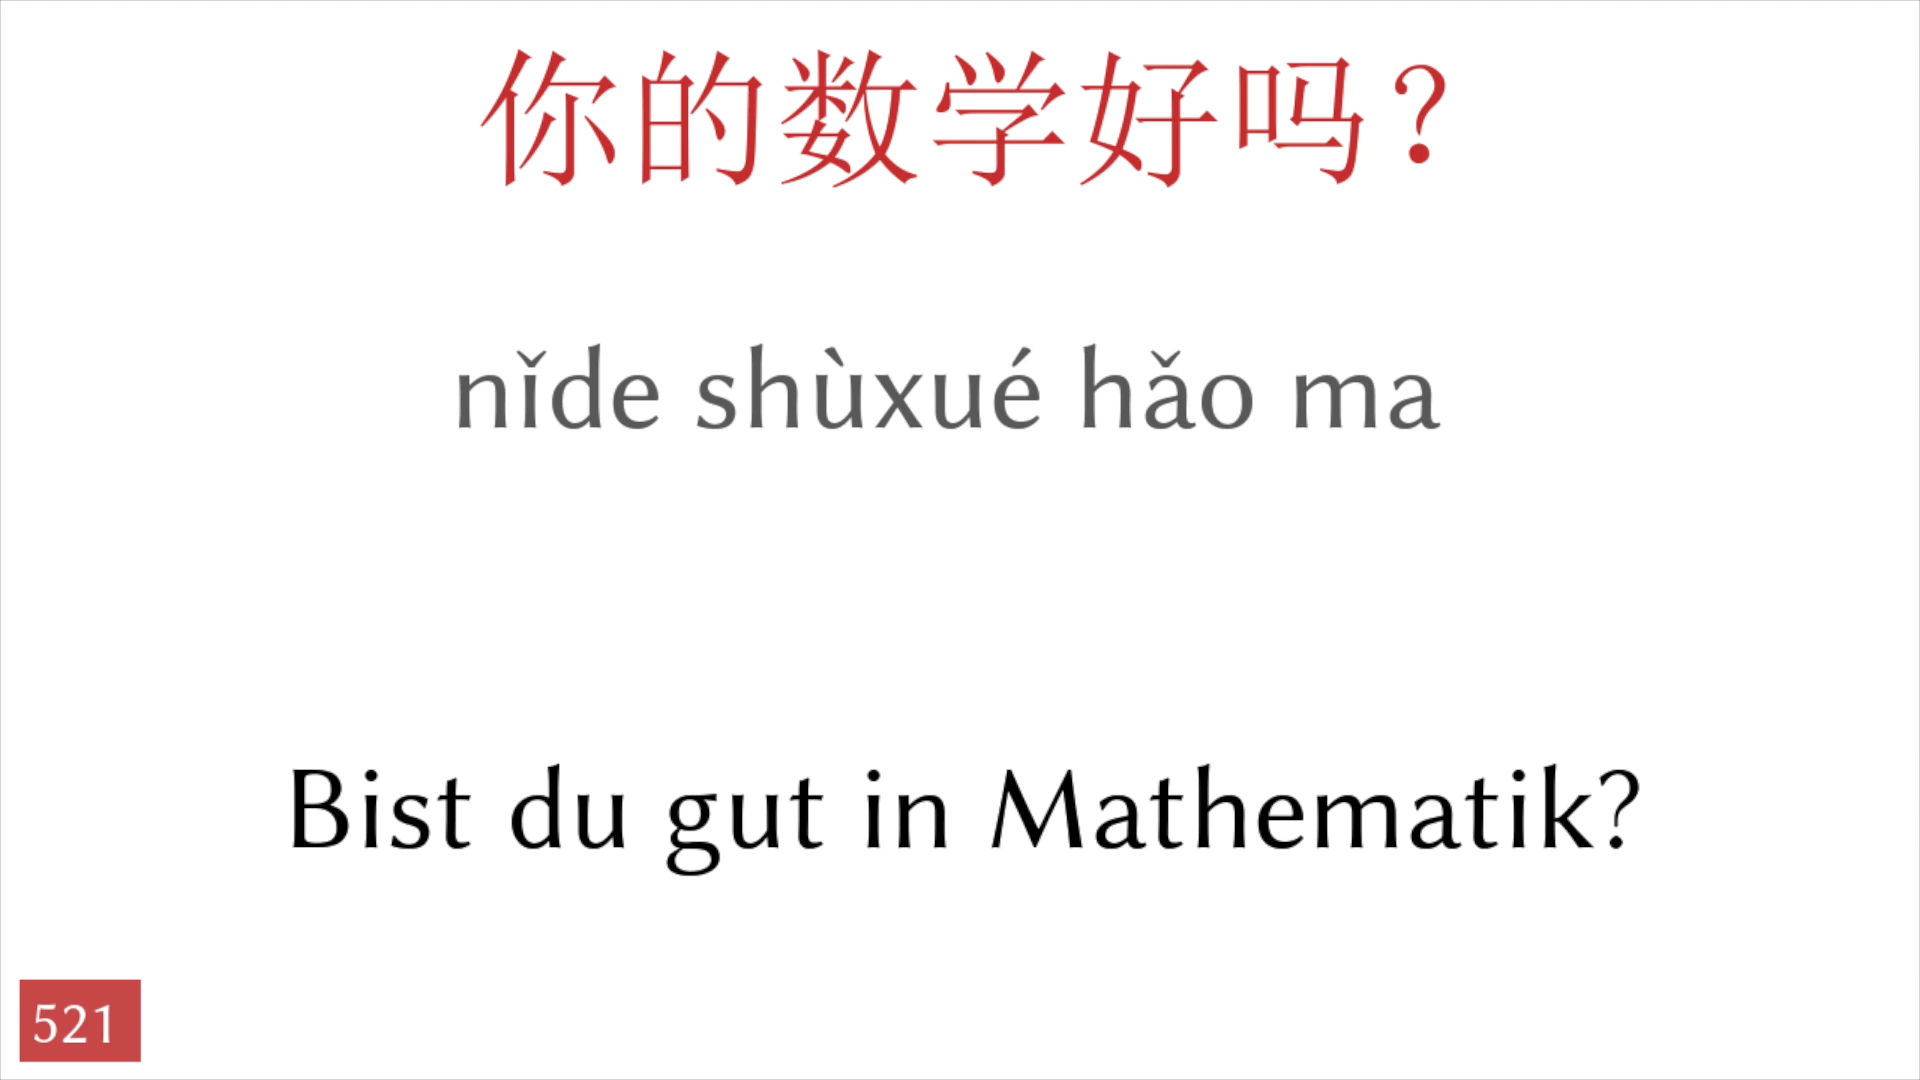 你的数学好吗？
nǐde shùxué hǎo ma
Bist du gut in Mathematik?
521